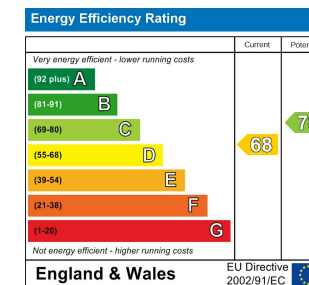 Energy Efficiency Rating
Current
Very energy efficient - lower running costs
(92 plus) A
(81-91) B
(69-80) C
(55-68) D
68
(39-54) E
(21-38) F
(1-20) G
Not energy efficient - higher running costs
England & Wales
EU Directive
2002/91/EC